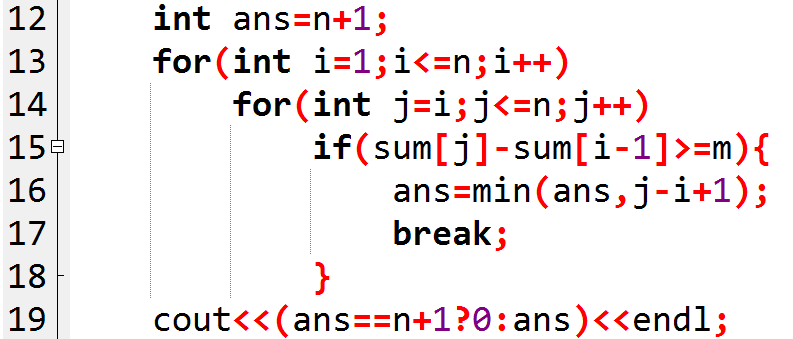 12 int ans=n+1;
13 for(int i=1;i<=n;i++)
14 for(int j=i;j<=n;j++)
15 if(sum[j]-sum[i-1]>=m){
16 ans=min(ans,j-i+1);
17 break;
18 }
19 cout<<(ans==n+1?0:ans)<<endl;